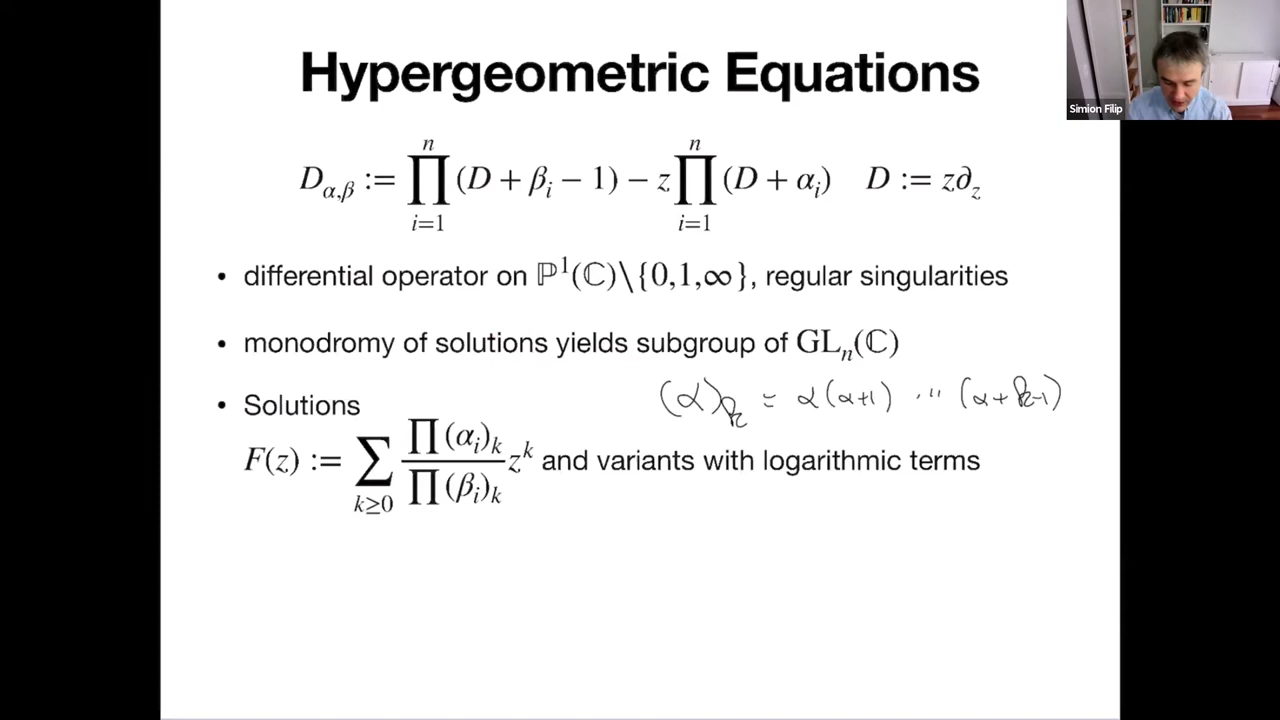 Hypergeometric Equations
Simion Filip
D_{α,β} := ∏_{i=1}^{n} (D + β_i − 1) − z ∏_{i=1}^{n} (D + α_i)   D := z∂_z
• differential operator on ℙ¹(ℂ)\{0,1,∞}, regular singularities
• monodromy of solutions yields subgroup of GL_n(ℂ)
• Solutions
(α)_k = α(α+1) ... (α+k-1)
F(z) := ∑_{k≥0} ∏(α_i)_k / ∏(β_i)_k z^k and variants with logarithmic terms